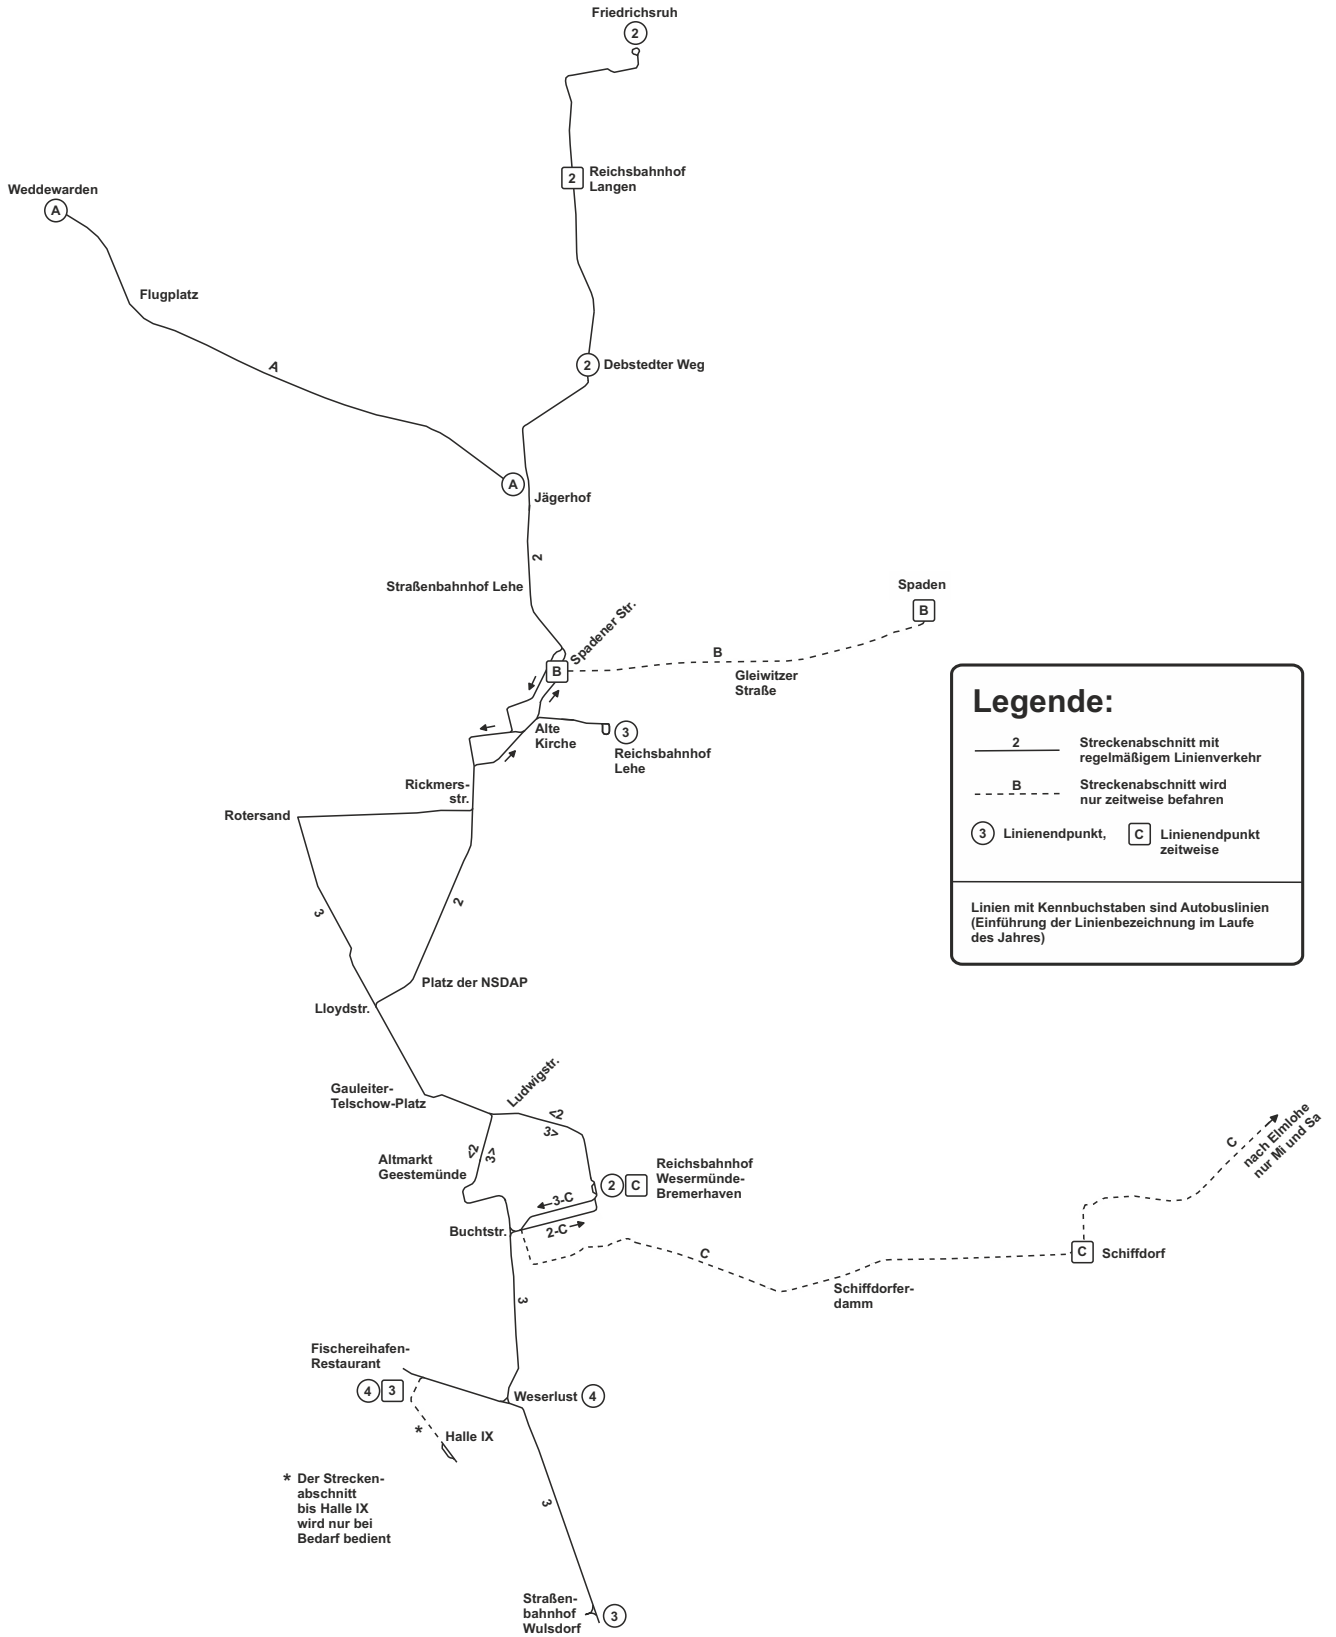 Friedrichsruh
2
2
Reichsbahnhof
Langen
Weddewarden
A
Flugplatz
A
2
Debstedter Weg
A
Jägerhof
2
Straßenbahnhof Lehe
Spadener Str.
B
B
Gleiwitzer
Straße
Spaden
B
Alte
Kirche
3
Reichsbahnhof
Lehe
Rickmers-
str.
Rotersand
3
2
Platz der NSDAP
Lloydstr.
Gauleiter-
Telschow-Platz
Ludwigstr.
<2
3>
<2
3>
Altmarkt
Geestemünde
2
C
Reichsbahnhof
Wesermünde-
Bremerhaven
3-C
2-C
Buchtstr.
C
Schiffdorfer-
damm
C
Schiffdorf
C
nach Elmlohe
nur Mi und Sa
3
Fischereihafen-
Restaurant
4
3
Weserlust
4
*
Halle IX
* Der Strecken-
abschnitt
bis Halle IX
wird nur bei
Bedarf bedient
3
Straßen-
bahnhof
Wulsdorf
3
Legende:
2
Streckenabschnitt mit
regelmäßigem Linienverkehr
B
Streckenabschnitt wird
nur zeitweise befahren
3
Linienendpunkt,
C
Linienendpunkt
zeitweise
Linien mit Kennbuchstaben sind Autobuslinien
(Einführung der Linienbezeichnung im Laufe
des Jahres)